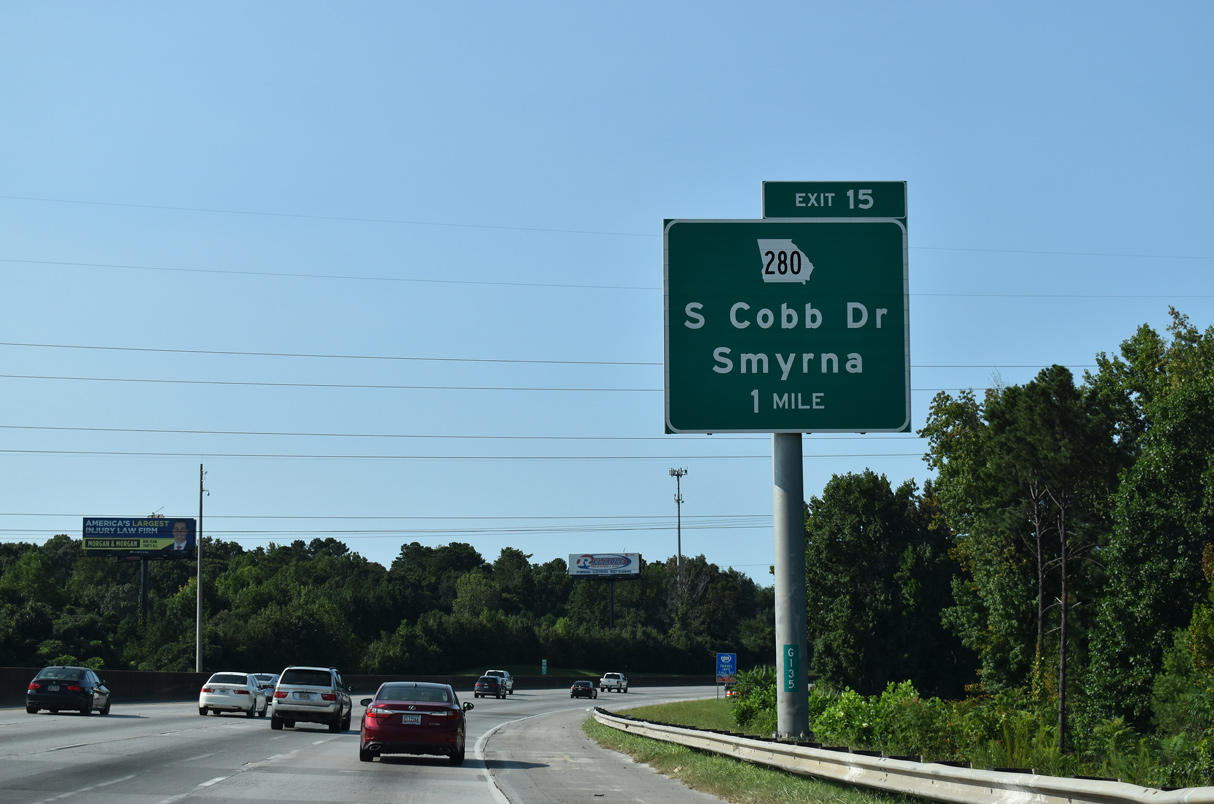 EXIT 15
280
S Cobb Dr
Smyrna
1 MILE
AMERICA'S LARGEST
INJURY LAW FIRM
MORGAN & MORGAN
G135